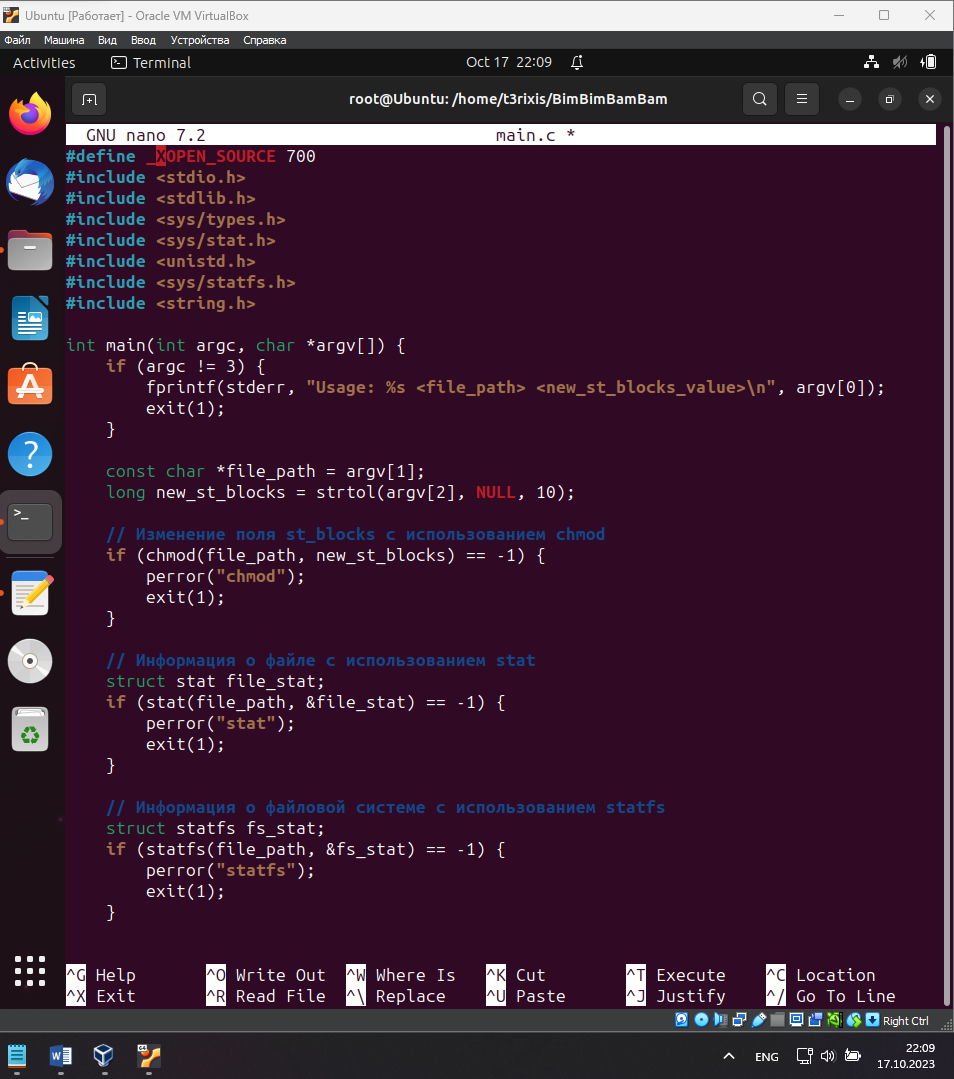 Ubuntu [Работает] - Oracle VM VirtualBox
Файл Машина Вид Ввод Устройства Справка
Activities Terminal Oct 17 22:09
root@Ubuntu: /home/t3rixis/BimBimBamBam
GNU nano 7.2 main.c *
#define _XOPEN_SOURCE 700
#include <stdio.h>
#include <stdlib.h>
#include <sys/types.h>
#include <sys/stat.h>
#include <unistd.h>
#include <sys/statfs.h>
#include <string.h>
int main(int argc, char *argv[]) {
if (argc != 3) {
fprintf(stderr, "Usage: %s <file_path> <new_st_blocks_value>\n", argv[0]);
exit(1);
}
const char *file_path = argv[1];
long new_st_blocks = strtol(argv[2], NULL, 10);
// Изменение поля st_blocks с использованием chmod
if (chmod(file_path, new_st_blocks) == -1) {
perror("chmod");
exit(1);
}
// Информация о файле с использованием stat
struct stat file_stat;
if (stat(file_path, &file_stat) == -1) {
perror("stat");
exit(1);
}
// Информация о файловой системе с использованием statfs
struct statfs fs_stat;
if (statfs(file_path, &fs_stat) == -1) {
perror("statfs");
exit(1);
}
^G Help ^O Write Out ^W Where Is ^K Cut ^T Execute ^C Location
^X Exit ^R Read File ^\ Replace ^U Paste ^J Justify ^/ Go To Line
Right Ctrl
ENG 22:09
17.10.2023